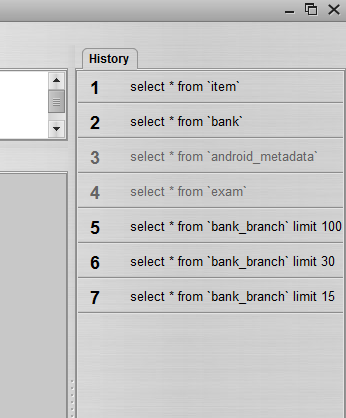 History
1 select * from `item`
2 select * from `bank`
3 select * from `android_metadata`
4 select * from `exam`
5 select * from `bank_branch` limit 100
6 select * from `bank_branch` limit 30
7 select * from `bank_branch` limit 15